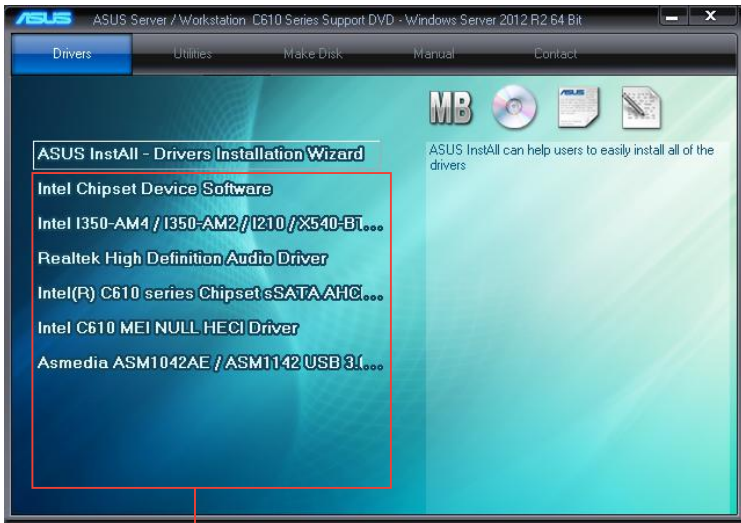 ASUS ASUS Server / Workstation C610 Series Support DVD - Windows Server 2012 R2 64 Bit
Drivers Utilities Make Disk Manual Contact
MB
ASUS
ASUS InstAll - Drivers Installation Wizard
Intel Chipset Device Software
Intel I350-AM4 / I350-AM2 / I210 / X540-BT...
Realtek High Definition Audio Driver
Intel(R) C610 series Chipset sSATA AHCI...
Intel C610 MEI NULL HECI Driver
Asmedia ASM1042AE / ASM1142 USB 3.0...
ASUS InstAll can help users to easily install all of the
drivers